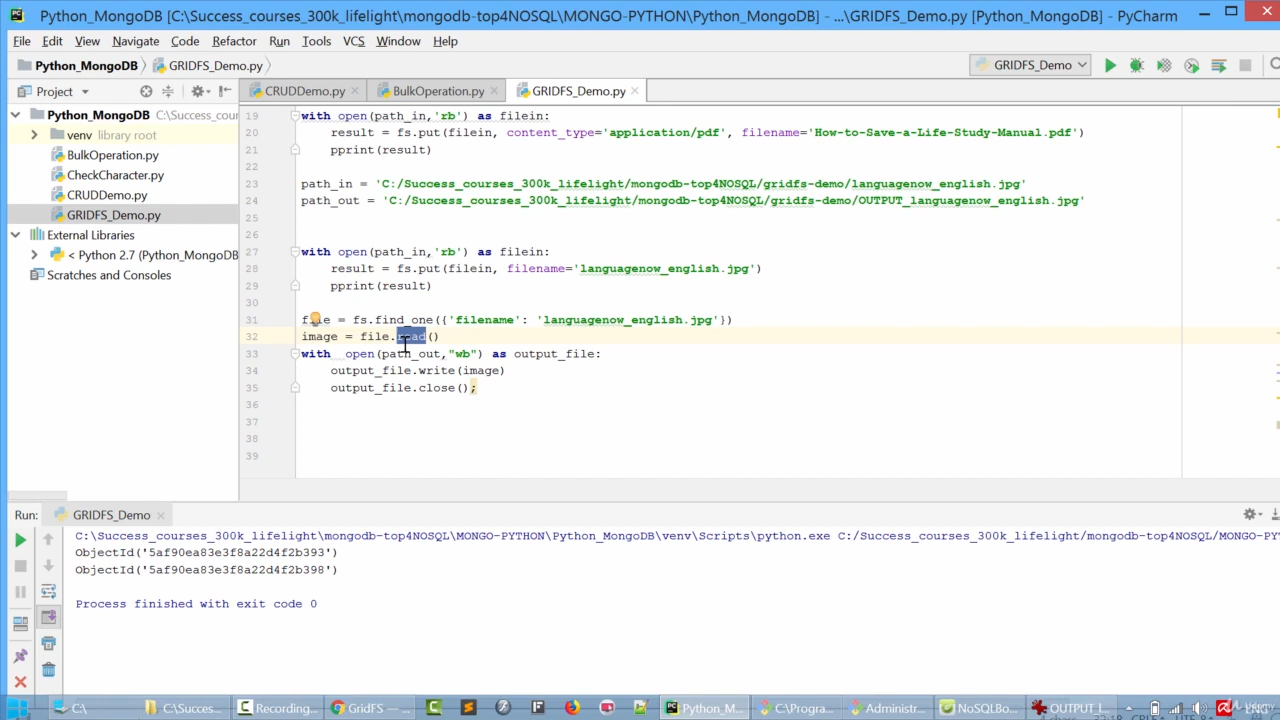 Python_MongoDB [C:\Success_courses_300k_lifelight\mongodb-top4NOSQL\MONGO-PYTHON\Python_MongoDB] - ...\GRIDFS_Demo.py [Python_MongoDB] - PyCharm
File Edit View Navigate Code Refactor Run Tools VCS Window Help
Python_MongoDB GRIDFS_Demo.py GRIDFS_Demo
Project CRUDDemo.py BulkOperation.py GRIDFS_Demo.py
Python_MongoDB C:\Success_cour
venv library root
BulkOperation.py
CheckCharacter.py
CRUDDemo.py
GRIDFS_Demo.py
External Libraries
< Python 2.7 (Python_MongoDB
Scratches and Consoles
19 with open(path_in,'rb') as filein:
20 result = fs.put(filein, content_type='application/pdf', filename='How-to-Save-a-Life-Study-Manual.pdf')
21 pprint(result)
22
23 path_in = 'C:/Success_courses_300k_lifelight/mongodb-top4NOSQL/gridfs-demo/languagenow_english.jpg'
24 path_out = 'C:/Success_courses_300k_lifelight/mongodb-top4NOSQL/gridfs-demo/OUTPUT_languagenow_english.jpg'
25
26
27 with open(path_in,'rb') as filein:
28 result = fs.put(filein, filename='languagenow_english.jpg')
29 pprint(result)
30
31 file = fs.find_one({'filename': 'languagenow_english.jpg'})
32 image = file.read()
33 with open(path_out,"wb") as output_file:
34 output_file.write(image)
35 output_file.close();
36
37
38
39
Run: GRIDFS_Demo
C:\Success_courses_300k_lifelight\mongodb-top4NOSQL\MONGO-PYTHON\Python_MongoDB\venv\Scripts\python.exe C:/Success_courses_300k_lifelight/mongodb-top4NOSQL/MONGO-PY
ObjectId('5af90ea83e3f8a22d4f2b393')
ObjectId('5af90ea83e3f8a22d4f2b398')
Process finished with exit code 0
C:\ C:\Succes... Recording... GridFS — ... Python_M... C:\Progra... Administr... NoSQLBo... OUTPUT_l... ENG